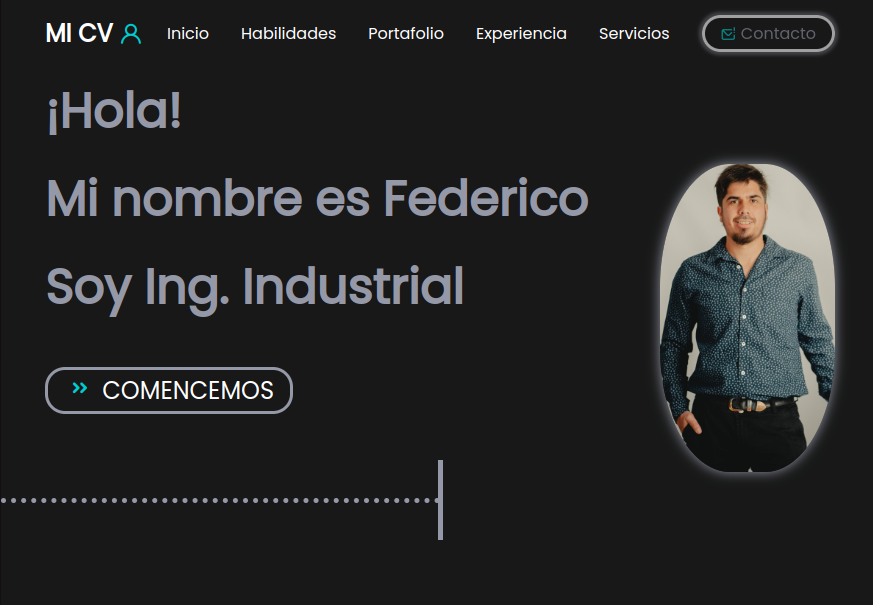 MI CV
Inicio
Habilidades
Portafolio
Experiencia
Servicios
Contacto
¡Hola!
Mi nombre es Federico
Soy Ing. Industrial
COMENCEMOS